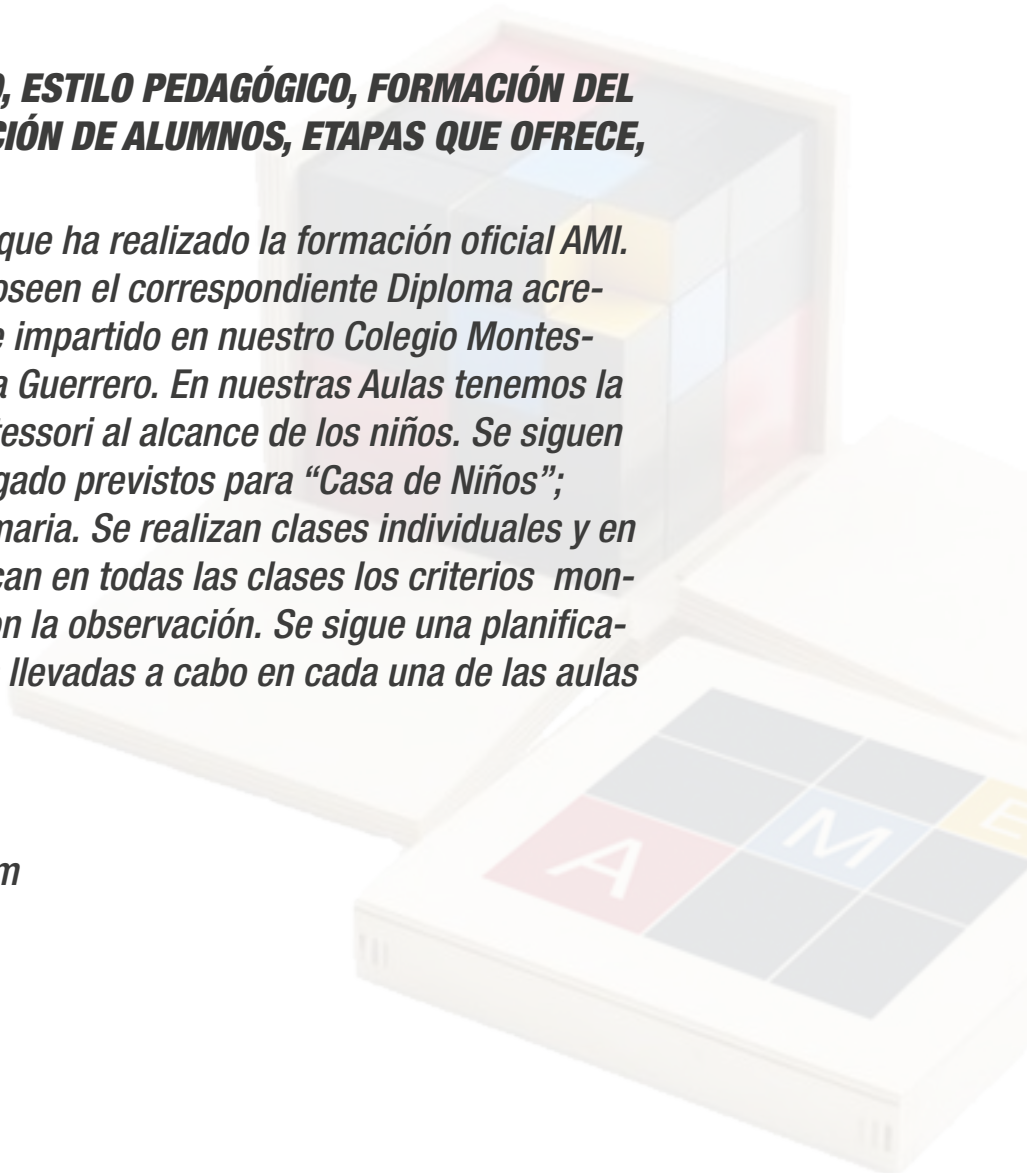 , ESTILO PEDAGÓGICO, FORMACIÓN DEL
CIÓN DE ALUMNOS, ETAPAS QUE OFRECE,
que ha realizado la formación oficial AMI.
oseen el correspondiente Diploma acre-
e impartido en nuestro Colegio Montes-
a Guerrero. En nuestras Aulas tenemos la
tessori al alcance de los niños. Se siguen
gado previstos para “Casa de Niños”;
maria. Se realizan clases individuales y en
can en todas las clases los criterios mon-
on la observación. Se sigue una planifica-
llevadas a cabo en cada una de las aulas
m
A M E